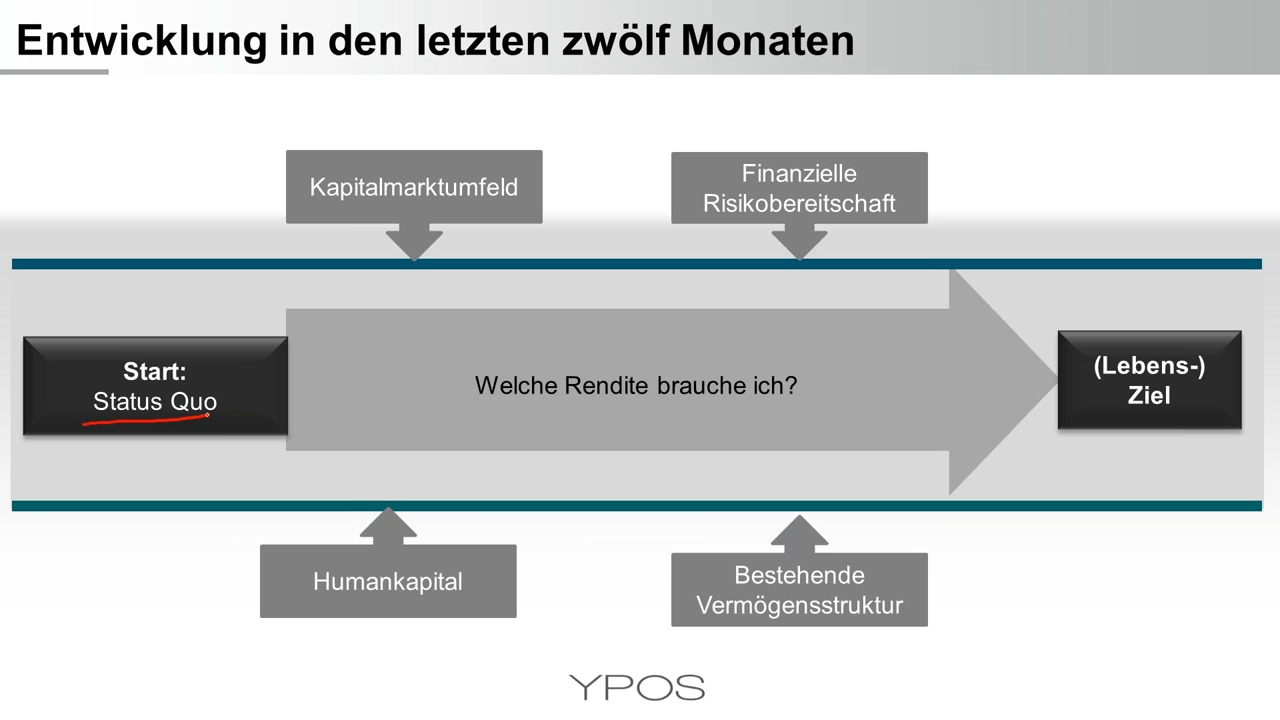 Entwicklung in den letzten zwölf Monaten
Kapitalmarktumfeld
Finanzielle
Risikobereitschaft
Start:
Status Quo
Welche Rendite brauche ich?
(Lebens-)
Ziel
Humankapital
Bestehende
Vermögensstruktur
YPOS